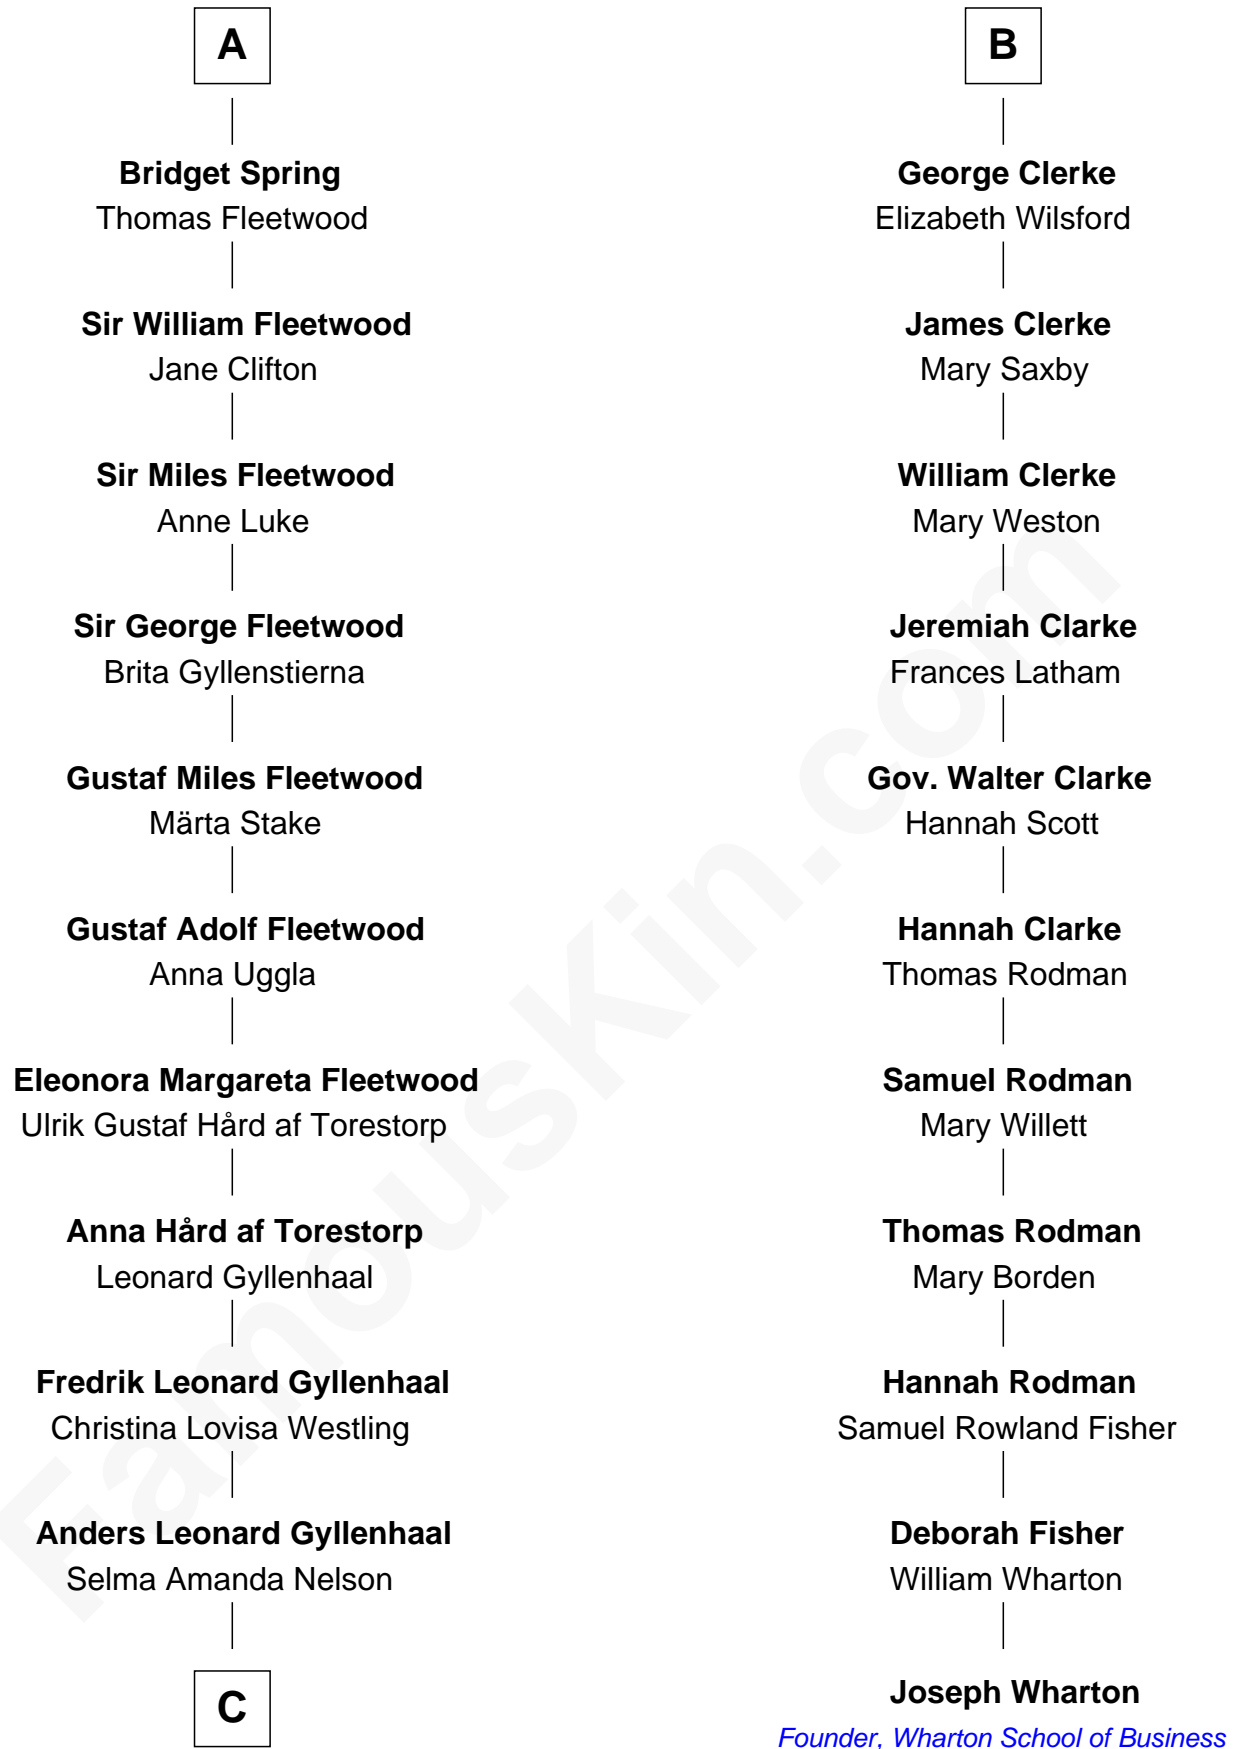 A
Bridget Spring
Thomas Fleetwood
Sir William Fleetwood
Jane Clifton
Sir Miles Fleetwood
Anne Luke
Sir George Fleetwood
Brita Gyllenstierna
Gustaf Miles Fleetwood
Märta Stake
Gustaf Adolf Fleetwood
Anna Uggla
Eleonora Margareta Fleetwood
Ulrik Gustaf Hård af Torestorp
Anna Hård af Torestorp
Leonard Gyllenhaal
Fredrik Leonard Gyllenhaal
Christina Lovisa Westling
Anders Leonard Gyllenhaal
Selma Amanda Nelson
C
B
George Clerke
Elizabeth Wilsford
James Clerke
Mary Saxby
William Clerke
Mary Weston
Jeremiah Clarke
Frances Latham
Gov. Walter Clarke
Hannah Scott
Hannah Clarke
Thomas Rodman
Samuel Rodman
Mary Willett
Thomas Rodman
Mary Borden
Hannah Rodman
Samuel Rowland Fisher
Deborah Fisher
William Wharton
Joseph Wharton
Founder, Wharton School of Business
FamousKin.com